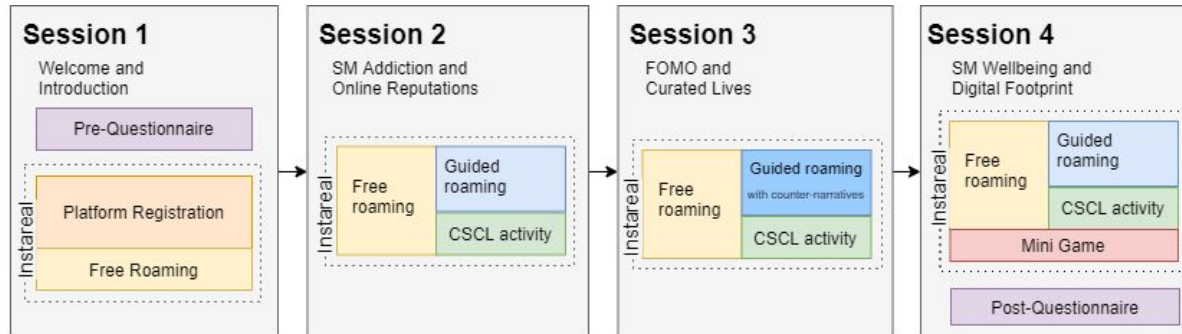 Session 1
Welcome and
Introduction
Pre-Questionnaire
Instareal
Platform Registration
Free Roaming
Session 2
SM Addiction and
Online Reputations
Instareal
Free
roaming
Guided
roaming
CSCL activity
Session 3
FOMO and
Curated Lives
Instareal
Free
roaming
Guided roaming
with counter-narratives
CSCL activity
Session 4
SM Wellbeing and
Digital Footprint
Instareal
Free
roaming
Guided
roaming
CSCL activity
Mini Game
Post-Questionnaire